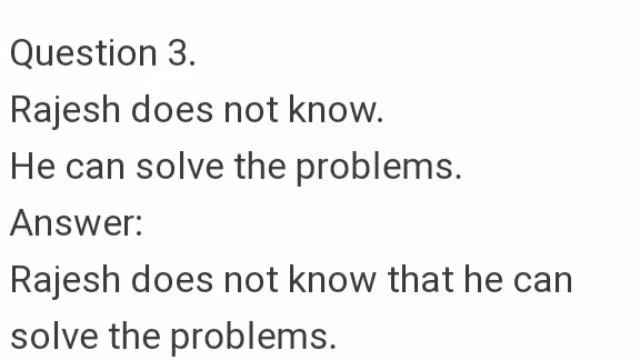 Question 3.
Rajesh does not know.
He can solve the problems.
Answer:
Rajesh does not know that he can
solve the problems.